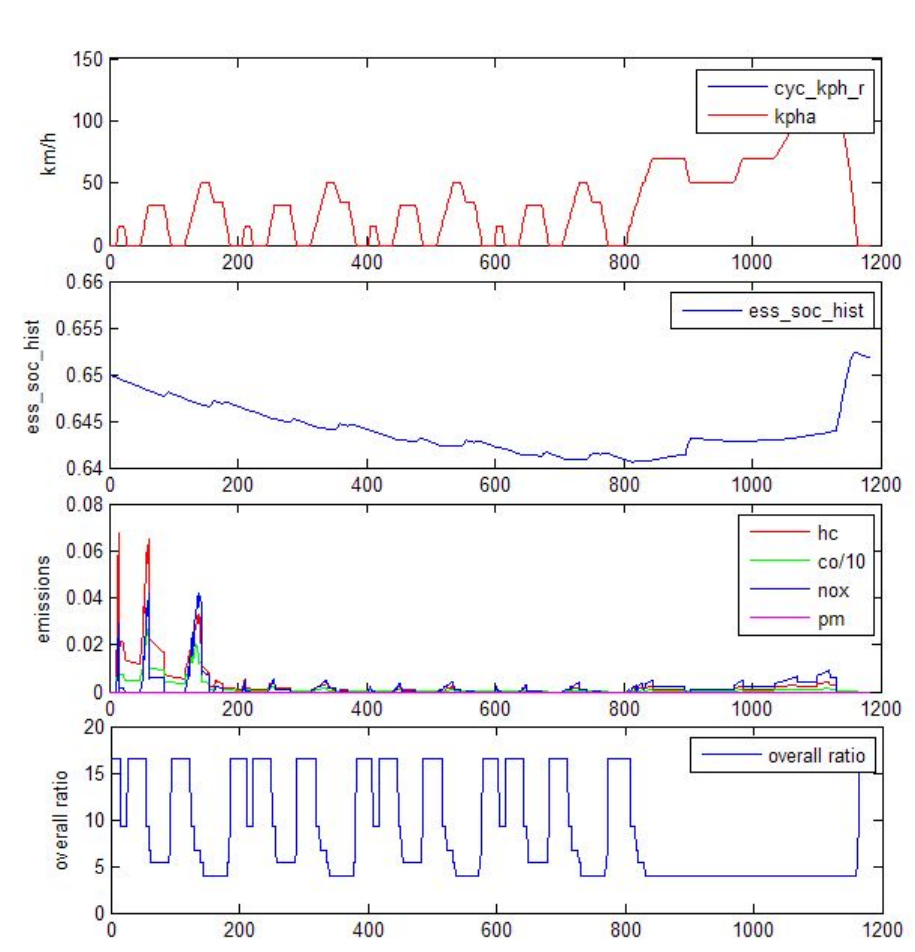 150
100
50
0
km/h
cyc_kph_r
kpha
0 200 400 600 800 1000 1200
0.66
0.655
0.65
0.645
0.64
ess_soc_hist
ess_soc_hist
0 200 400 600 800 1000 1200
0.08
0.06
0.04
0.02
0
emissions
hc
co/10
nox
pm
0 200 400 600 800 1000 1200
20
15
10
5
0
overall ratio
overall ratio
0 200 400 600 800 1000 1200